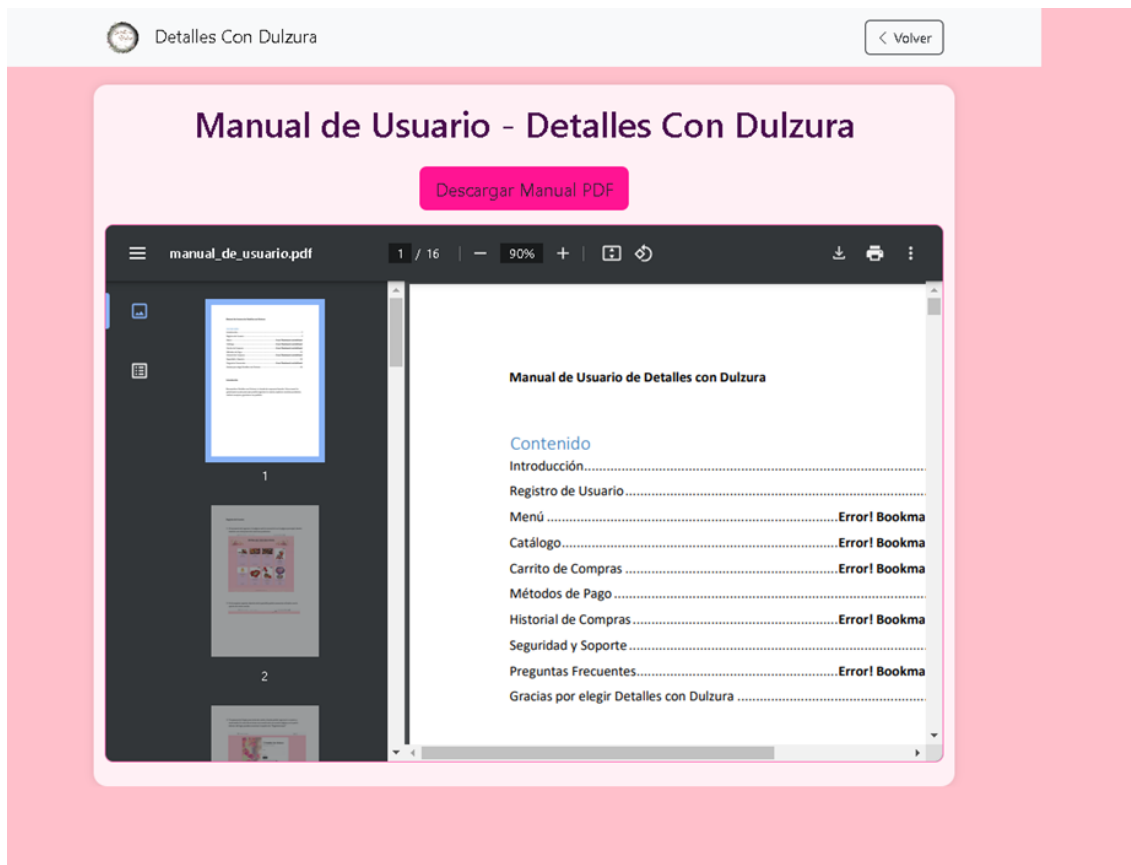 Detalles Con Dulzura
Volver
Manual de Usuario - Detalles Con Dulzura
Descargar Manual PDF
manual_de_usuario.pdf
1 / 16
90%
1
2
Manual de Usuario de Detalles con Dulzura
Contenido
Introducción
Registro de Usuario
Menú Error! Bookma
Catálogo Error! Bookma
Carrito de Compras Error! Bookma
Métodos de Pago
Historial de Compras Error! Bookma
Seguridad y Soporte
Preguntas Frecuentes Error! Bookma
Gracias por elegir Detalles con Dulzura